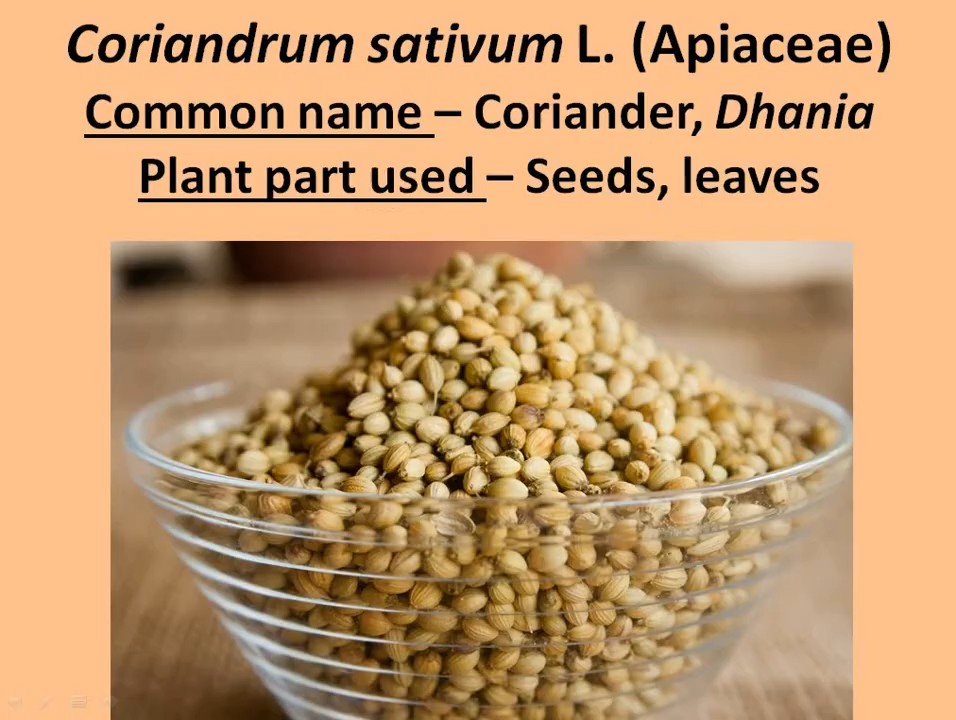 Coriandrum sativum L. (Apiaceae)
Common name – Coriander, Dhania
Plant part used – Seeds, leaves